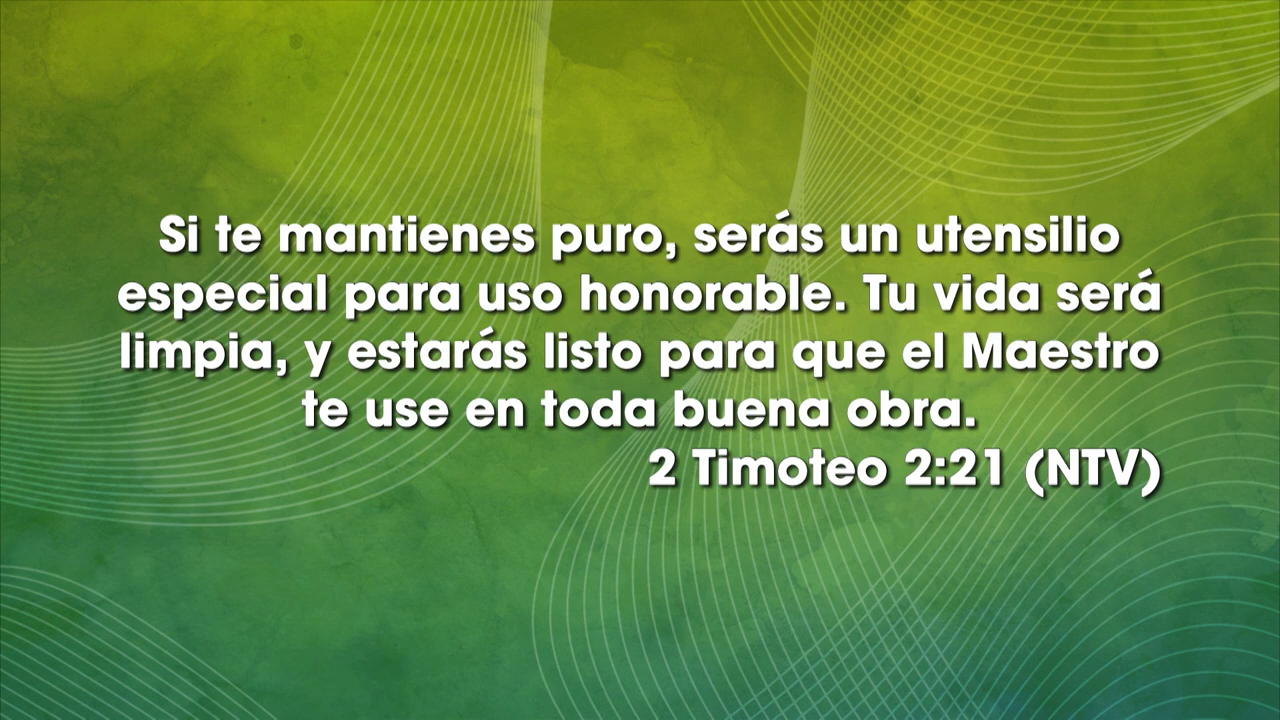 Si te mantienes puro, serás un utensilio
especial para uso honorable. Tu vida será
limpia, y estarás listo para que el Maestro
te use en toda buena obra.
2 Timoteo 2:21 (NTV)